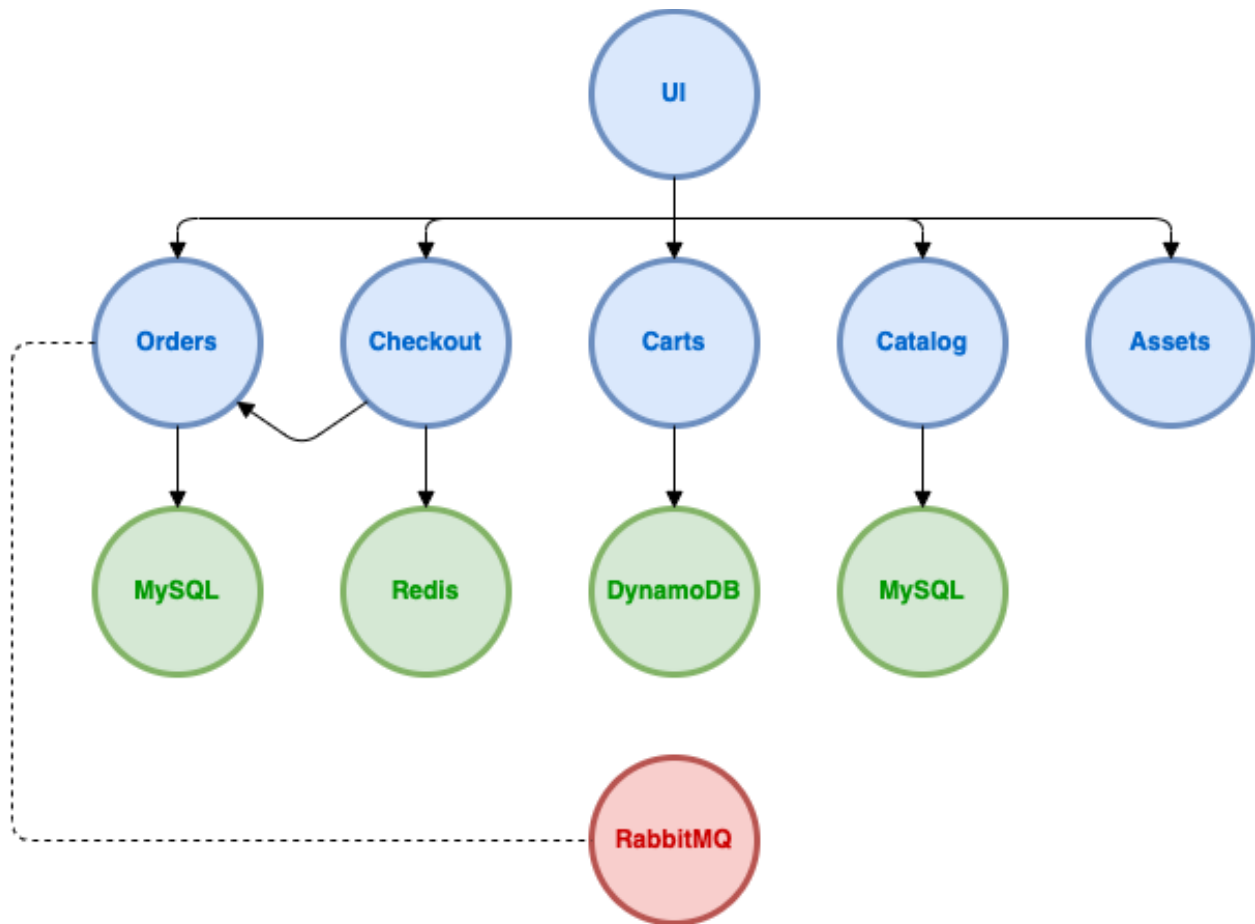 UI
Orders
Checkout
Carts
Catalog
Assets
MySQL
Redis
DynamoDB
MySQL
RabbitMQ